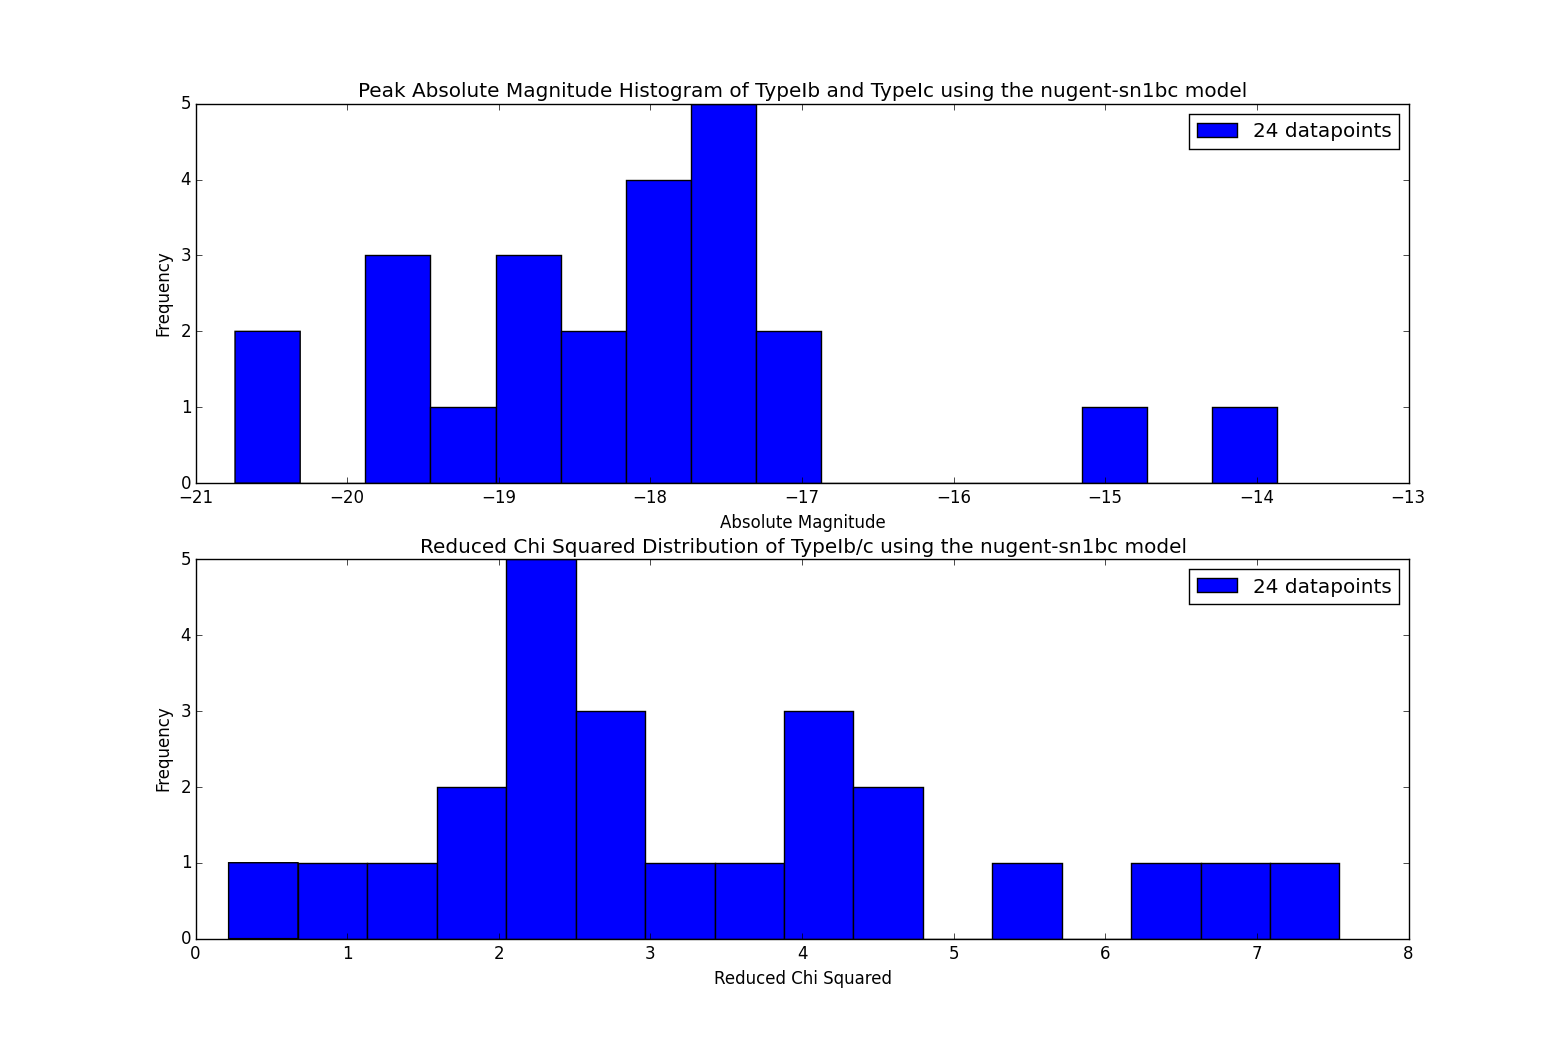 Peak Absolute Magnitude Histogram of TypeIb and TypeIc using the nugent-sn1bc model
24 datapoints
Frequency
5
4
3
2
1
0
−21 −20 −19 −18 −17 −16 −15 −14 −13
Absolute Magnitude
Reduced Chi Squared Distribution of TypeIb/c using the nugent-sn1bc model
24 datapoints
Frequency
5
4
3
2
1
0
0 1 2 3 4 5 6 7 8
Reduced Chi Squared